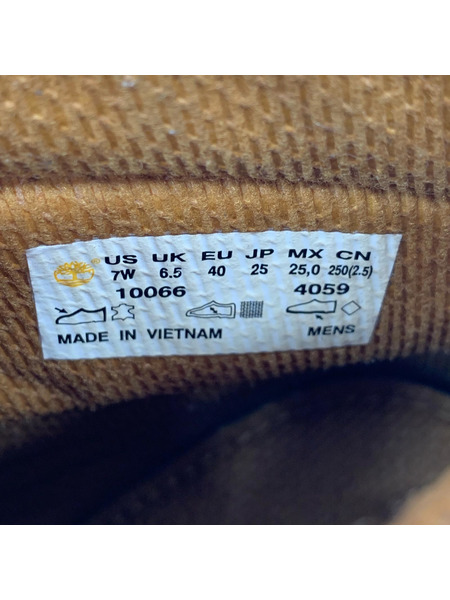 US UK EU JP MX CN
7W 6.5 40 25 25,0 250(2.5)
10066 4059
MADE IN VIETNAM MENS